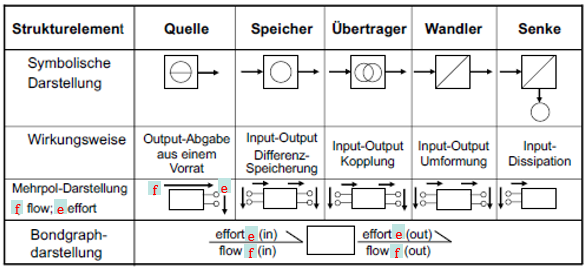 Strukturelement Quelle Speicher Übertrager Wandler Senke
Symbolische
Darstellung
Wirkungsweise
Output-Abgabe
aus einem
Vorrat
Input-Output
Differenz-
Speicherung
Input-Output
Kopplung
Input-Output
Umformung
Input-
Dissipation
Mehrpol-Darstellung
f flow; e effort
f e
Bondgraph-
darstellung
effort e (in)
flow f (in)
effort e (out)
flow f (out)